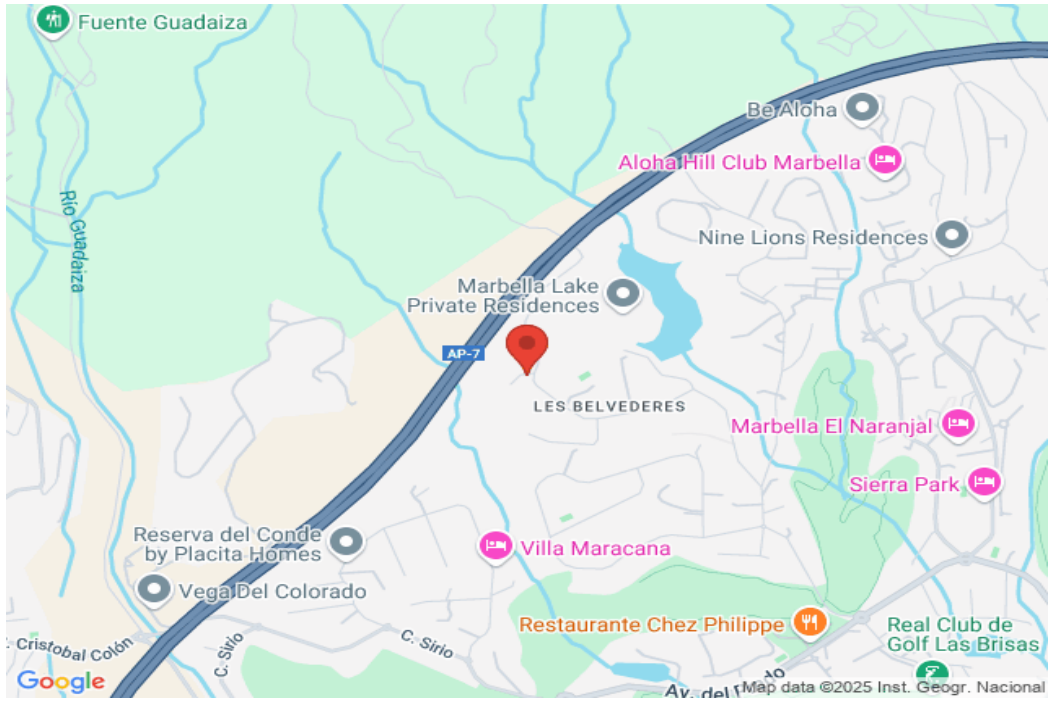 Fuente Guadaiza
Be Aloha
Aloha Hill Club Marbella
Río Guadaiza
Nine Lions Residences
Marbella Lake
Private Residences
AP-7
LES BELVEDERES
Marbella El Naranjal
Sierra Park
Reserva del Conde
by Placita Homes
Villa Maracana
Vega Del Colorado
Restaurante Chez Philippe
Real Club de
Golf Las Brisas
C. Cristobal Colón
C. Sirio
C. Sirio
Google
Av. del
Map data ©2025 Inst. Geogr. Nacional